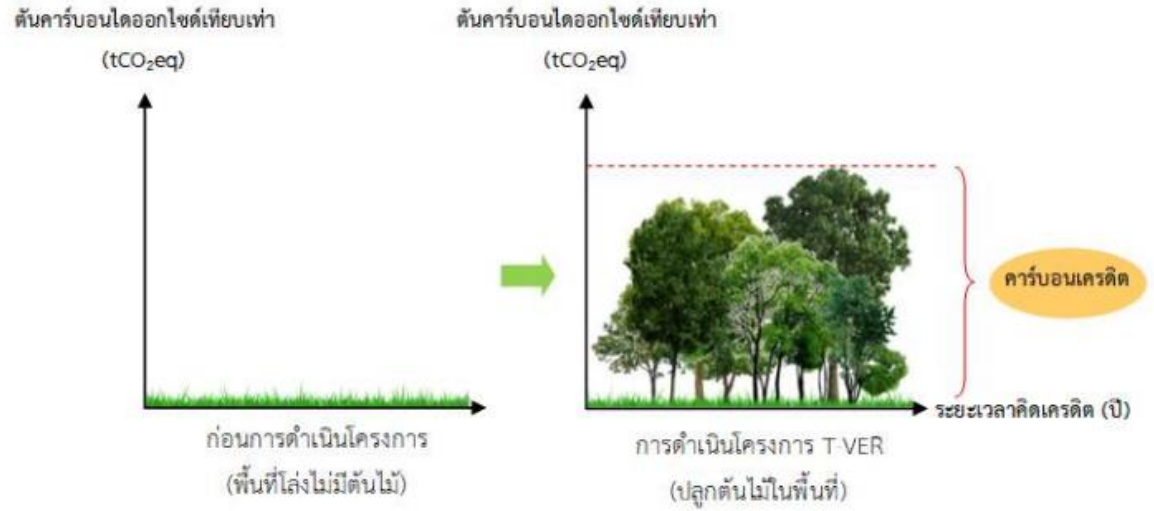 ตันคาร์บอนไดออกไซด์เทียบเท่า
(tCO₂eq)
ตันคาร์บอนไดออกไซด์เทียบเท่า
(tCO₂eq)
คาร์บอนเครดิต
ระยะเวลาคิดเครดิต (ปี)
ก่อนการดำเนินโครงการ
(พื้นที่โล่งไม่มีต้นไม้)
การดำเนินโครงการ T-VER
(ปลูกต้นไม้ในพื้นที่)